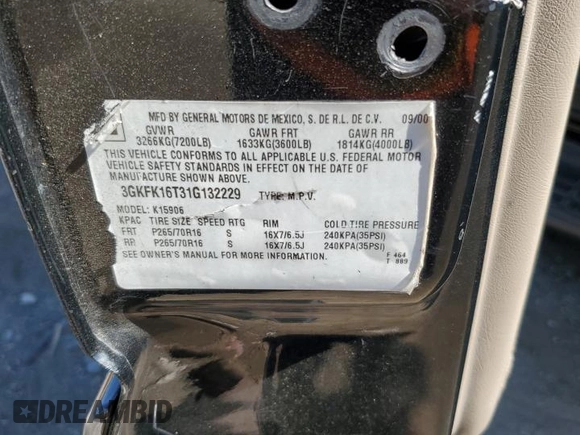 MFD BY GENERAL MOTORS DE MEXICO, S. DE R.L. DE C.V. 09/00
GVWR GAWR FRT GAWR RR
3266KG(7200LB) 1633KG(3600LB) 1814KG(4000LB)
THIS VEHICLE CONFORMS TO ALL APPLICABLE U.S. FEDERAL MOTOR
VEHICLE SAFETY STANDARDS IN EFFECT ON THE DATE OF
MANUFACTURE SHOWN ABOVE.
3GKFK16T31G132229 TYPE: M.P.V.
MODEL: K15906
KPAC TIRE SIZE SPEED RTG RIM COLD TIRE PRESSURE
FRT P265/70R16 S 16X7/6.5J 240KPA(35PSI)
RR P265/70R16 S 16X7/6.5J 240KPA(35PSI)
SEE OWNER'S MANUAL FOR MORE INFORMATION.
F 464
T 889
DREAMBID